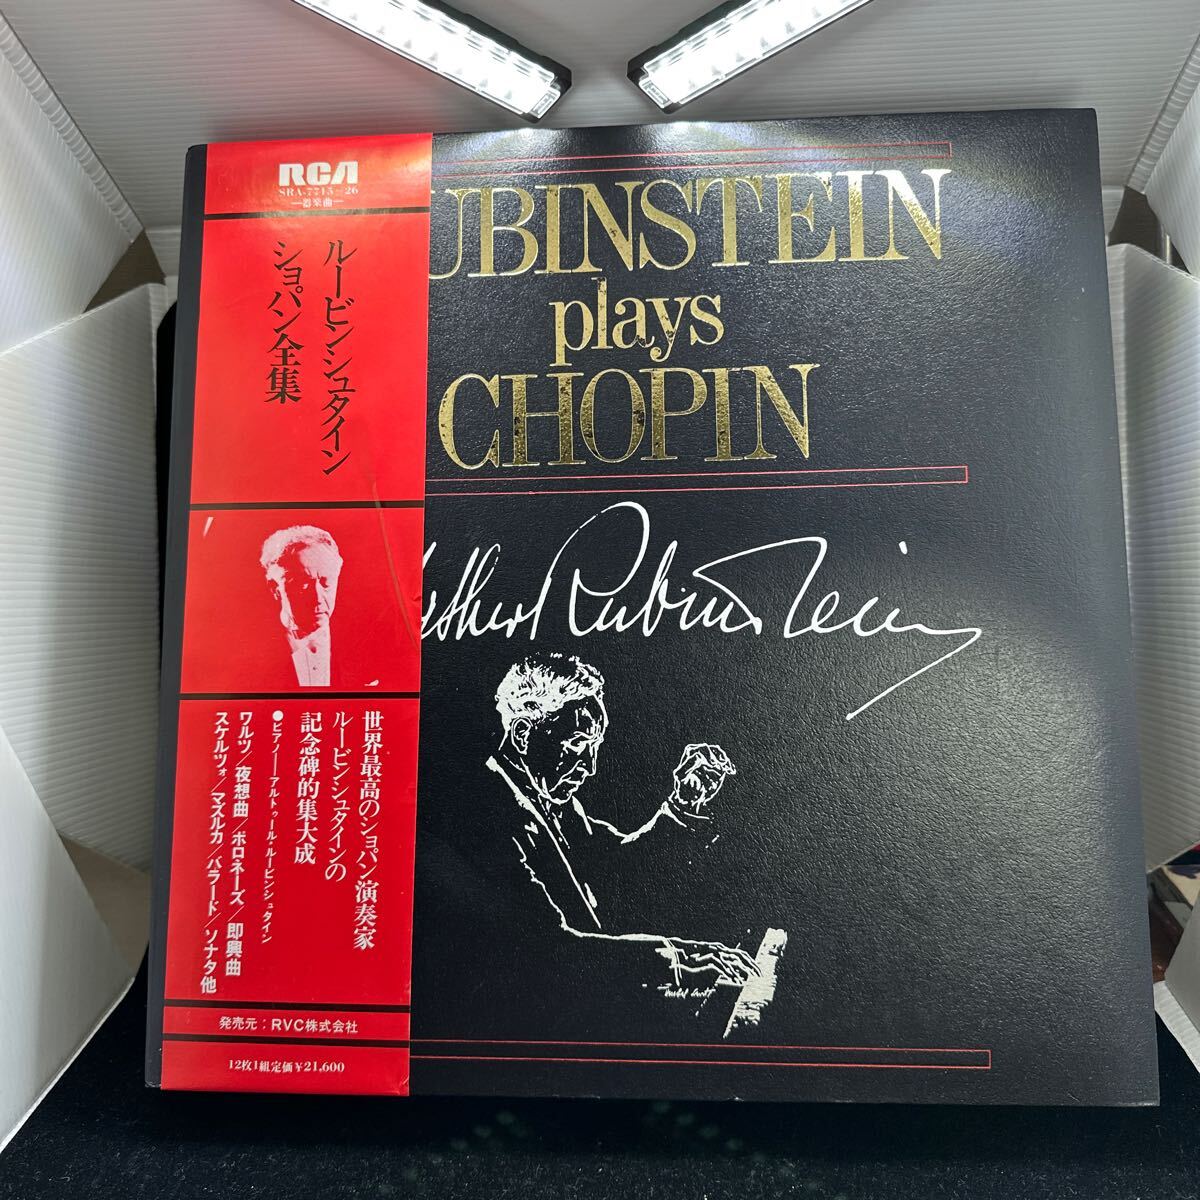 RCA
SRA-7715~26
—器楽曲—
ルービンシュタイン
ショパン全集
世界最高のショパン演奏家
ルービンシュタインの
記念碑的集大成
●ピアノ——アルトゥール・ルービンシュタイン
ワルツ/夜想曲/ポロネーズ/即興曲
スケルツォ/マズルカ/バラード/ソナタ他
発売元:RVC株式会社
12枚1組定価¥21,600
UBINSTEIN
plays
CHOPIN
Rubinstein